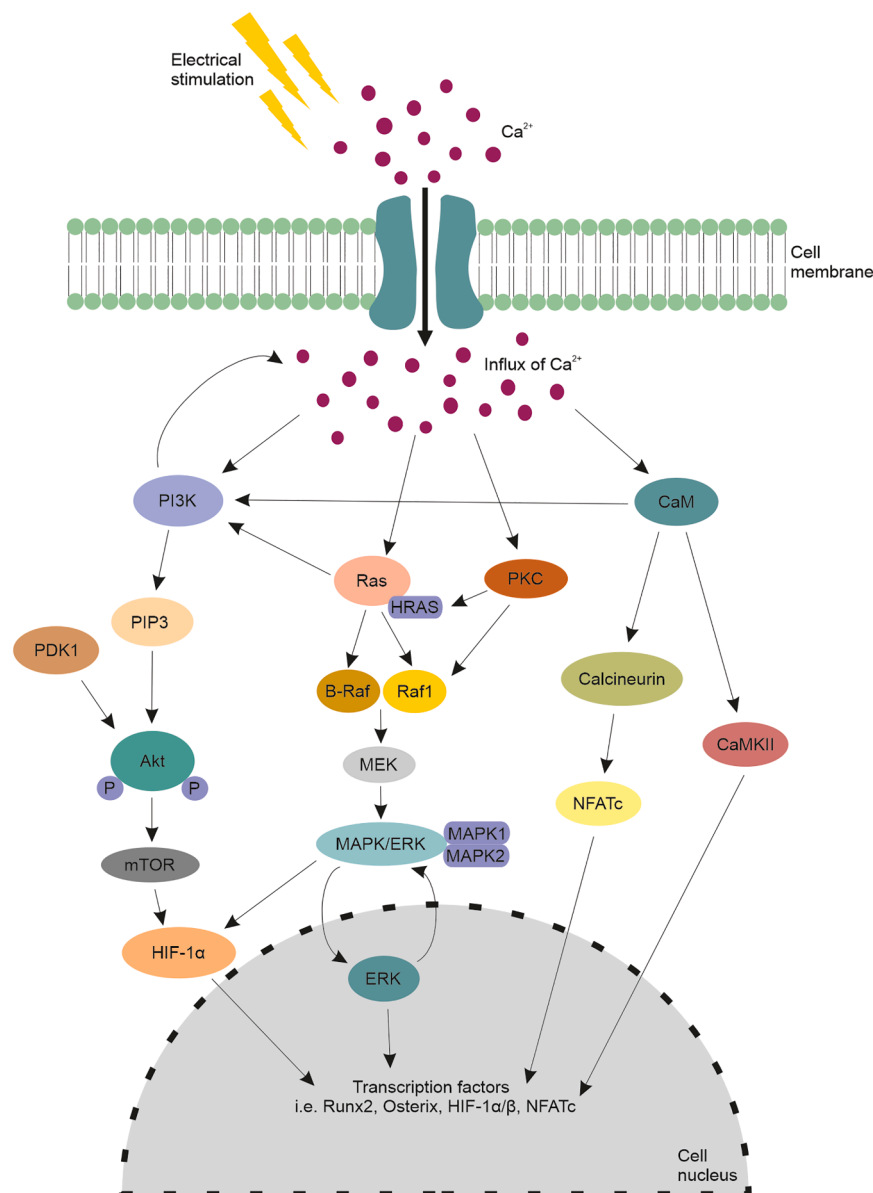 Electrical
stimulation
Ca²⁺
Cell
membrane
Influx of Ca²⁺
PI3K
CaM
Ras
PKC
HRAS
PIP3
PDK1
B-Raf
Raf1
Calcineurin
Akt
MEK
CaMKII
P
P
NFATc
MAPK/ERK
MAPK1
MAPK2
mTOR
HIF-1α
ERK
Transcription factors
i.e. Runx2, Osterix, HIF-1α/β, NFATc
Cell
nucleus